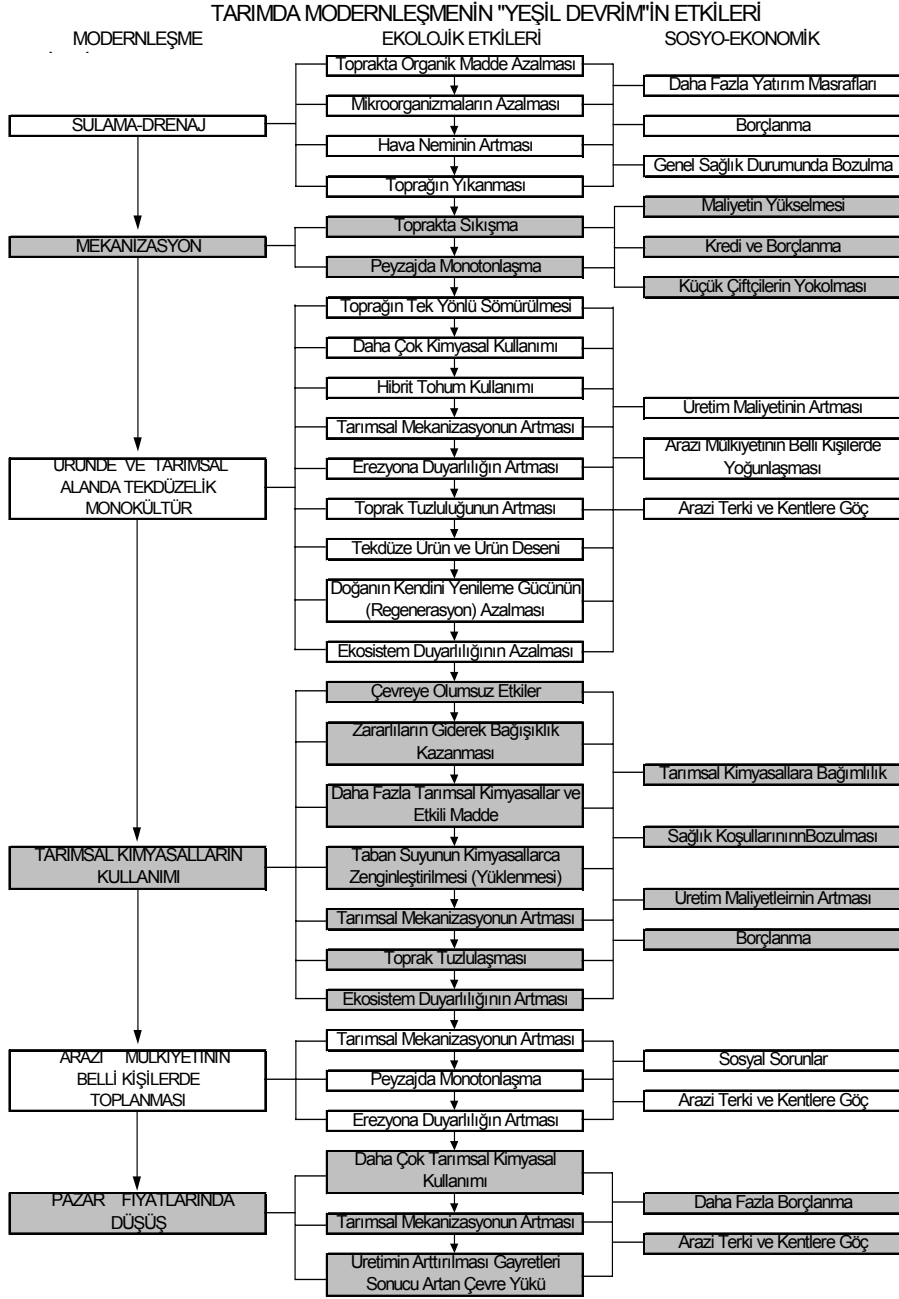 TARIMDA MODERNLEŞMENİN "YEŞİL DEVRİM"İN ETKİLERİ
MODERNLEŞME
EKOLOJİK ETKİLERİ
SOSYO-EKONOMİK
SULAMA-DRENAJ
Toprakta Organik Madde Azalması
Mikroorganizmaların Azalması
Hava Neminin Artması
Toprağın Yıkanması
Daha Fazla Yatırım Masrafları
Borçlanma
Genel Sağlık Durumunda Bozulma
MEKANİZASYON
Toprakta Sıkışma
Peyzajda Monotonlaşma
Maliyetin Yükselmesi
Kredi ve Borçlanma
Küçük Çiftçilerin Yokolması
ÜRÜNDE VE TARIMSAL
ALANDA TEKDÜZELİK
MONOKÜLTÜR
Toprağın Tek Yönlü Sömürülmesi
Daha Çok Kimyasal Kullanımı
Hibrit Tohum Kullanımı
Tarımsal Mekanizasyonun Artması
Erezyona Duyarlılığın Artması
Toprak Tuzluluğunun Artması
Tekdüze Ürün ve Ürün Deseni
Doğanın Kendini Yenileme Gücünün
(Regenerasyon) Azalması
Ekosistem Duyarlılığının Azalması
Üretim Maliyetinin Artması
Arazi Mülkiyetinin Belli Kişilerde
Yoğunlaşması
Arazi Terki ve Kentlere Göç
TARIMSAL KİMYASALLARIN
KULLANIMI
Çevreye Olumsuz Etkiler
Zararlıların Giderek Bağışıklık
Kazanması
Daha Fazla Tarımsal Kimyasallar ve
Etkili Madde
Taban Suyunun Kimyasallarca
Zenginleştirilmesi (Yüklenmesi)
Tarımsal Mekanizasyonun Artması
Toprak Tuzlulaşması
Ekosistem Duyarlılığının Artması
Tarımsal Kimyasallara Bağımlılık
Sağlık KoşullarınınnBozulması
Üretim Maliyetleirnin Artması
Borçlanma
ARAZİ MÜLKİYETİNİN
BELLİ KİŞİLERDE
TOPLANMASI
Tarımsal Mekanizasyonun Artması
Peyzajda Monotonlaşma
Erezyona Duyarlılığın Artması
Sosyal Sorunlar
Arazi Terki ve Kentlere Göç
PAZAR FİYATLARINDA
DÜŞÜŞ
Daha Çok Tarımsal Kimyasal
Kullanımı
Tarımsal Mekanizasyonun Artması
Üretimin Arttırılması Gayretleri
Sonucu Artan Çevre Yükü
Daha Fazla Borçlanma
Arazi Terki ve Kentlere Göç